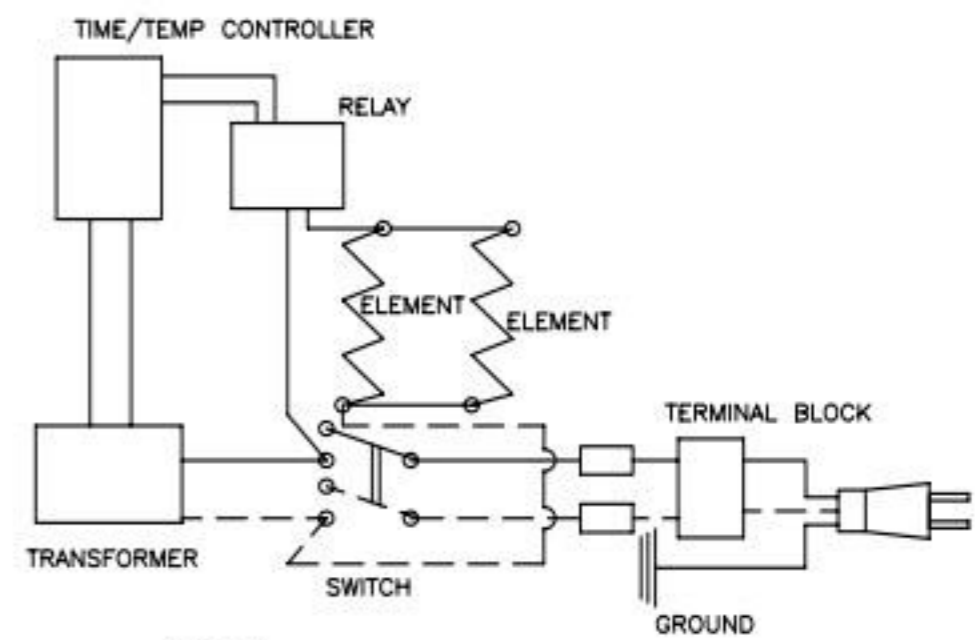 TIME/TEMP CONTROLLER
RELAY
ELEMENT
ELEMENT
TERMINAL BLOCK
TRANSFORMER
SWITCH
GROUND